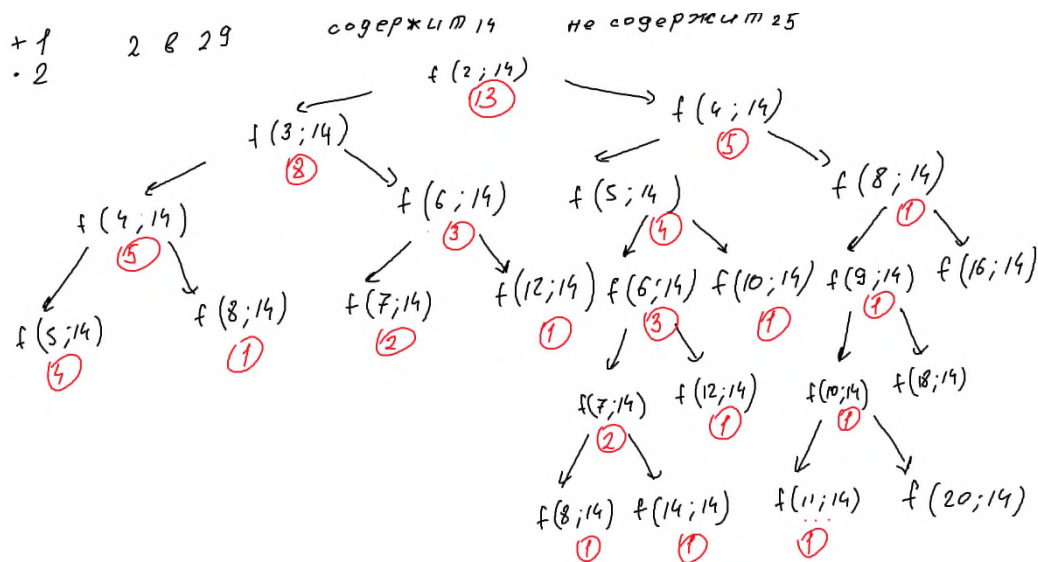 +1 2 в 29 содержит 14 не содержит 25
·2
f(2;14)
13
f(3;14) f(4;14)
8 5
f(4;14) f(6;14) f(5;14) f(8;14)
5 3 4 1
f(5;14) f(8;14) f(7;14) f(12;14) f(6;14) f(10;14) f(9;14) f(16;14)
4 1 2 1 3 1 1
f(7;14) f(12;14) f(10;14) f(18;14)
2 1 1
f(8;14) f(14;14) f(11;14) f(20;14)
1 1 1